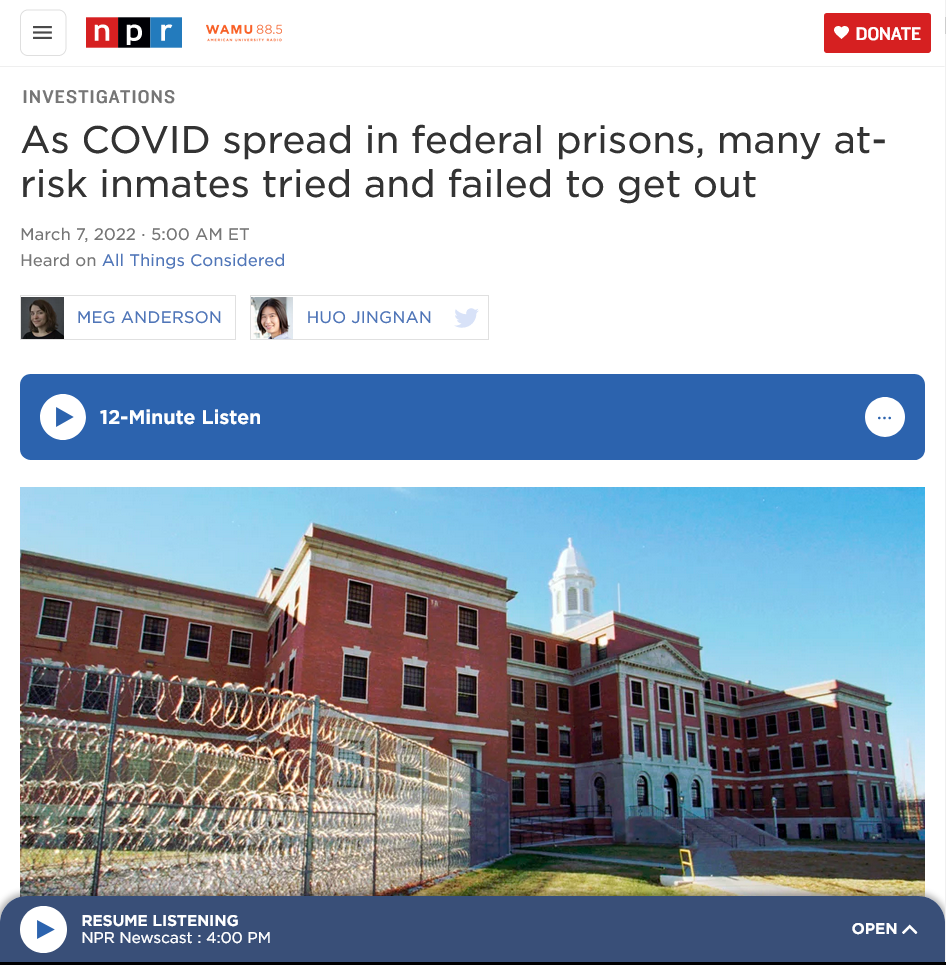 npr
WAMU 88.5
AMERICAN UNIVERSITY RADIO
DONATE
INVESTIGATIONS
As COVID spread in federal prisons, many at-
risk inmates tried and failed to get out
March 7, 2022 · 5:00 AM ET
Heard on All Things Considered
MEG ANDERSON
HUO JINGNAN
12-Minute Listen
RESUME LISTENING
NPR Newscast : 4:00 PM
OPEN